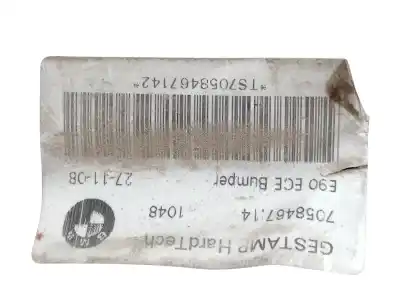 GESTAMP HardTech
7058467.14 1048
E90 ECE Bumper 27-11-08
*TS7058467142*